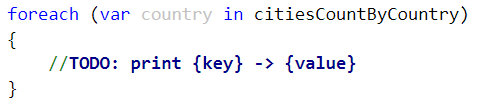 foreach (var country in citiesCountByCountry)
{
    //TODO: print {key} -> {value}
}